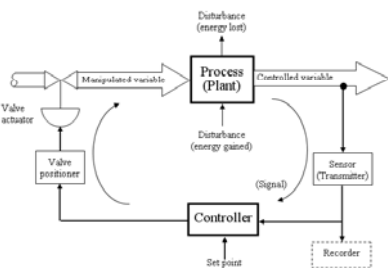 Disturbance
(energy lost)
Manipulated variable
Process
(Plant)
Controlled variable
Valve
actuator
Disturbance
(energy gained)
Valve
positioner
Sensor
(Transmitter)
(Signal)
Controller
Recorder
Set point